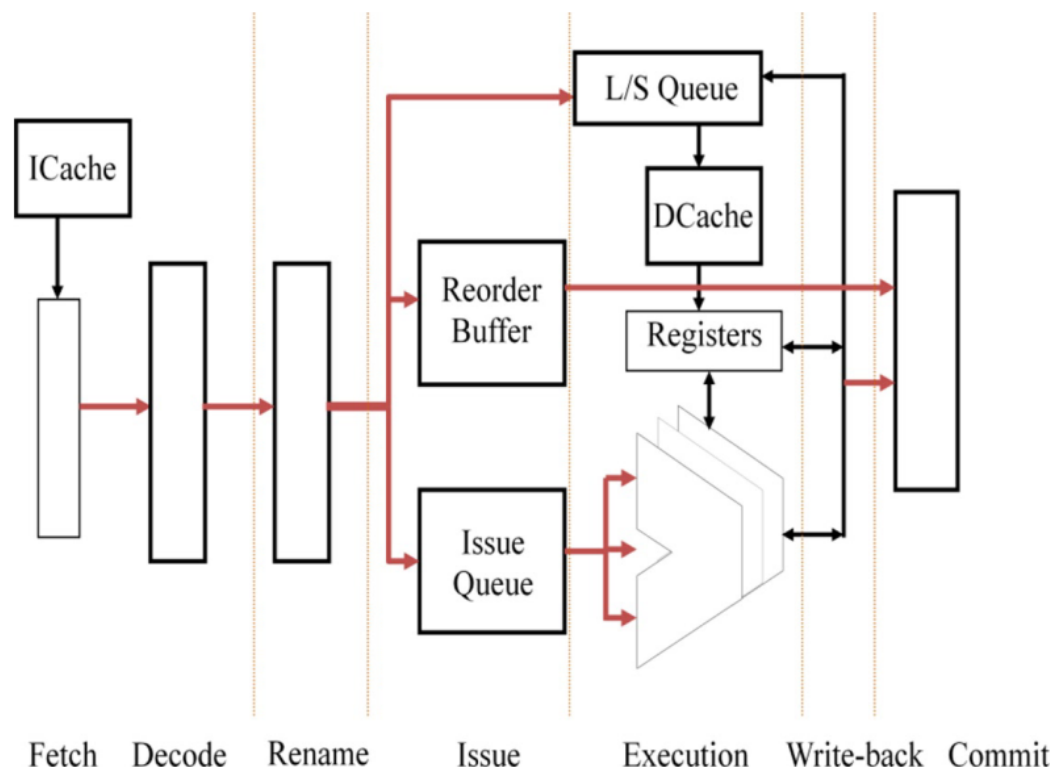 L/S Queue
ICache
DCache
Reorder
Buffer
Registers
Issue
Queue
Fetch
Decode
Rename
Issue
Execution
Write-back
Commit